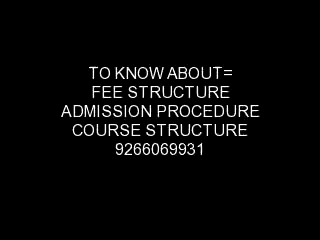 TO KNOW ABOUT=
FEE STRUCTURE
ADMISSION PROCEDURE
COURSE STRUCTURE
9266069931